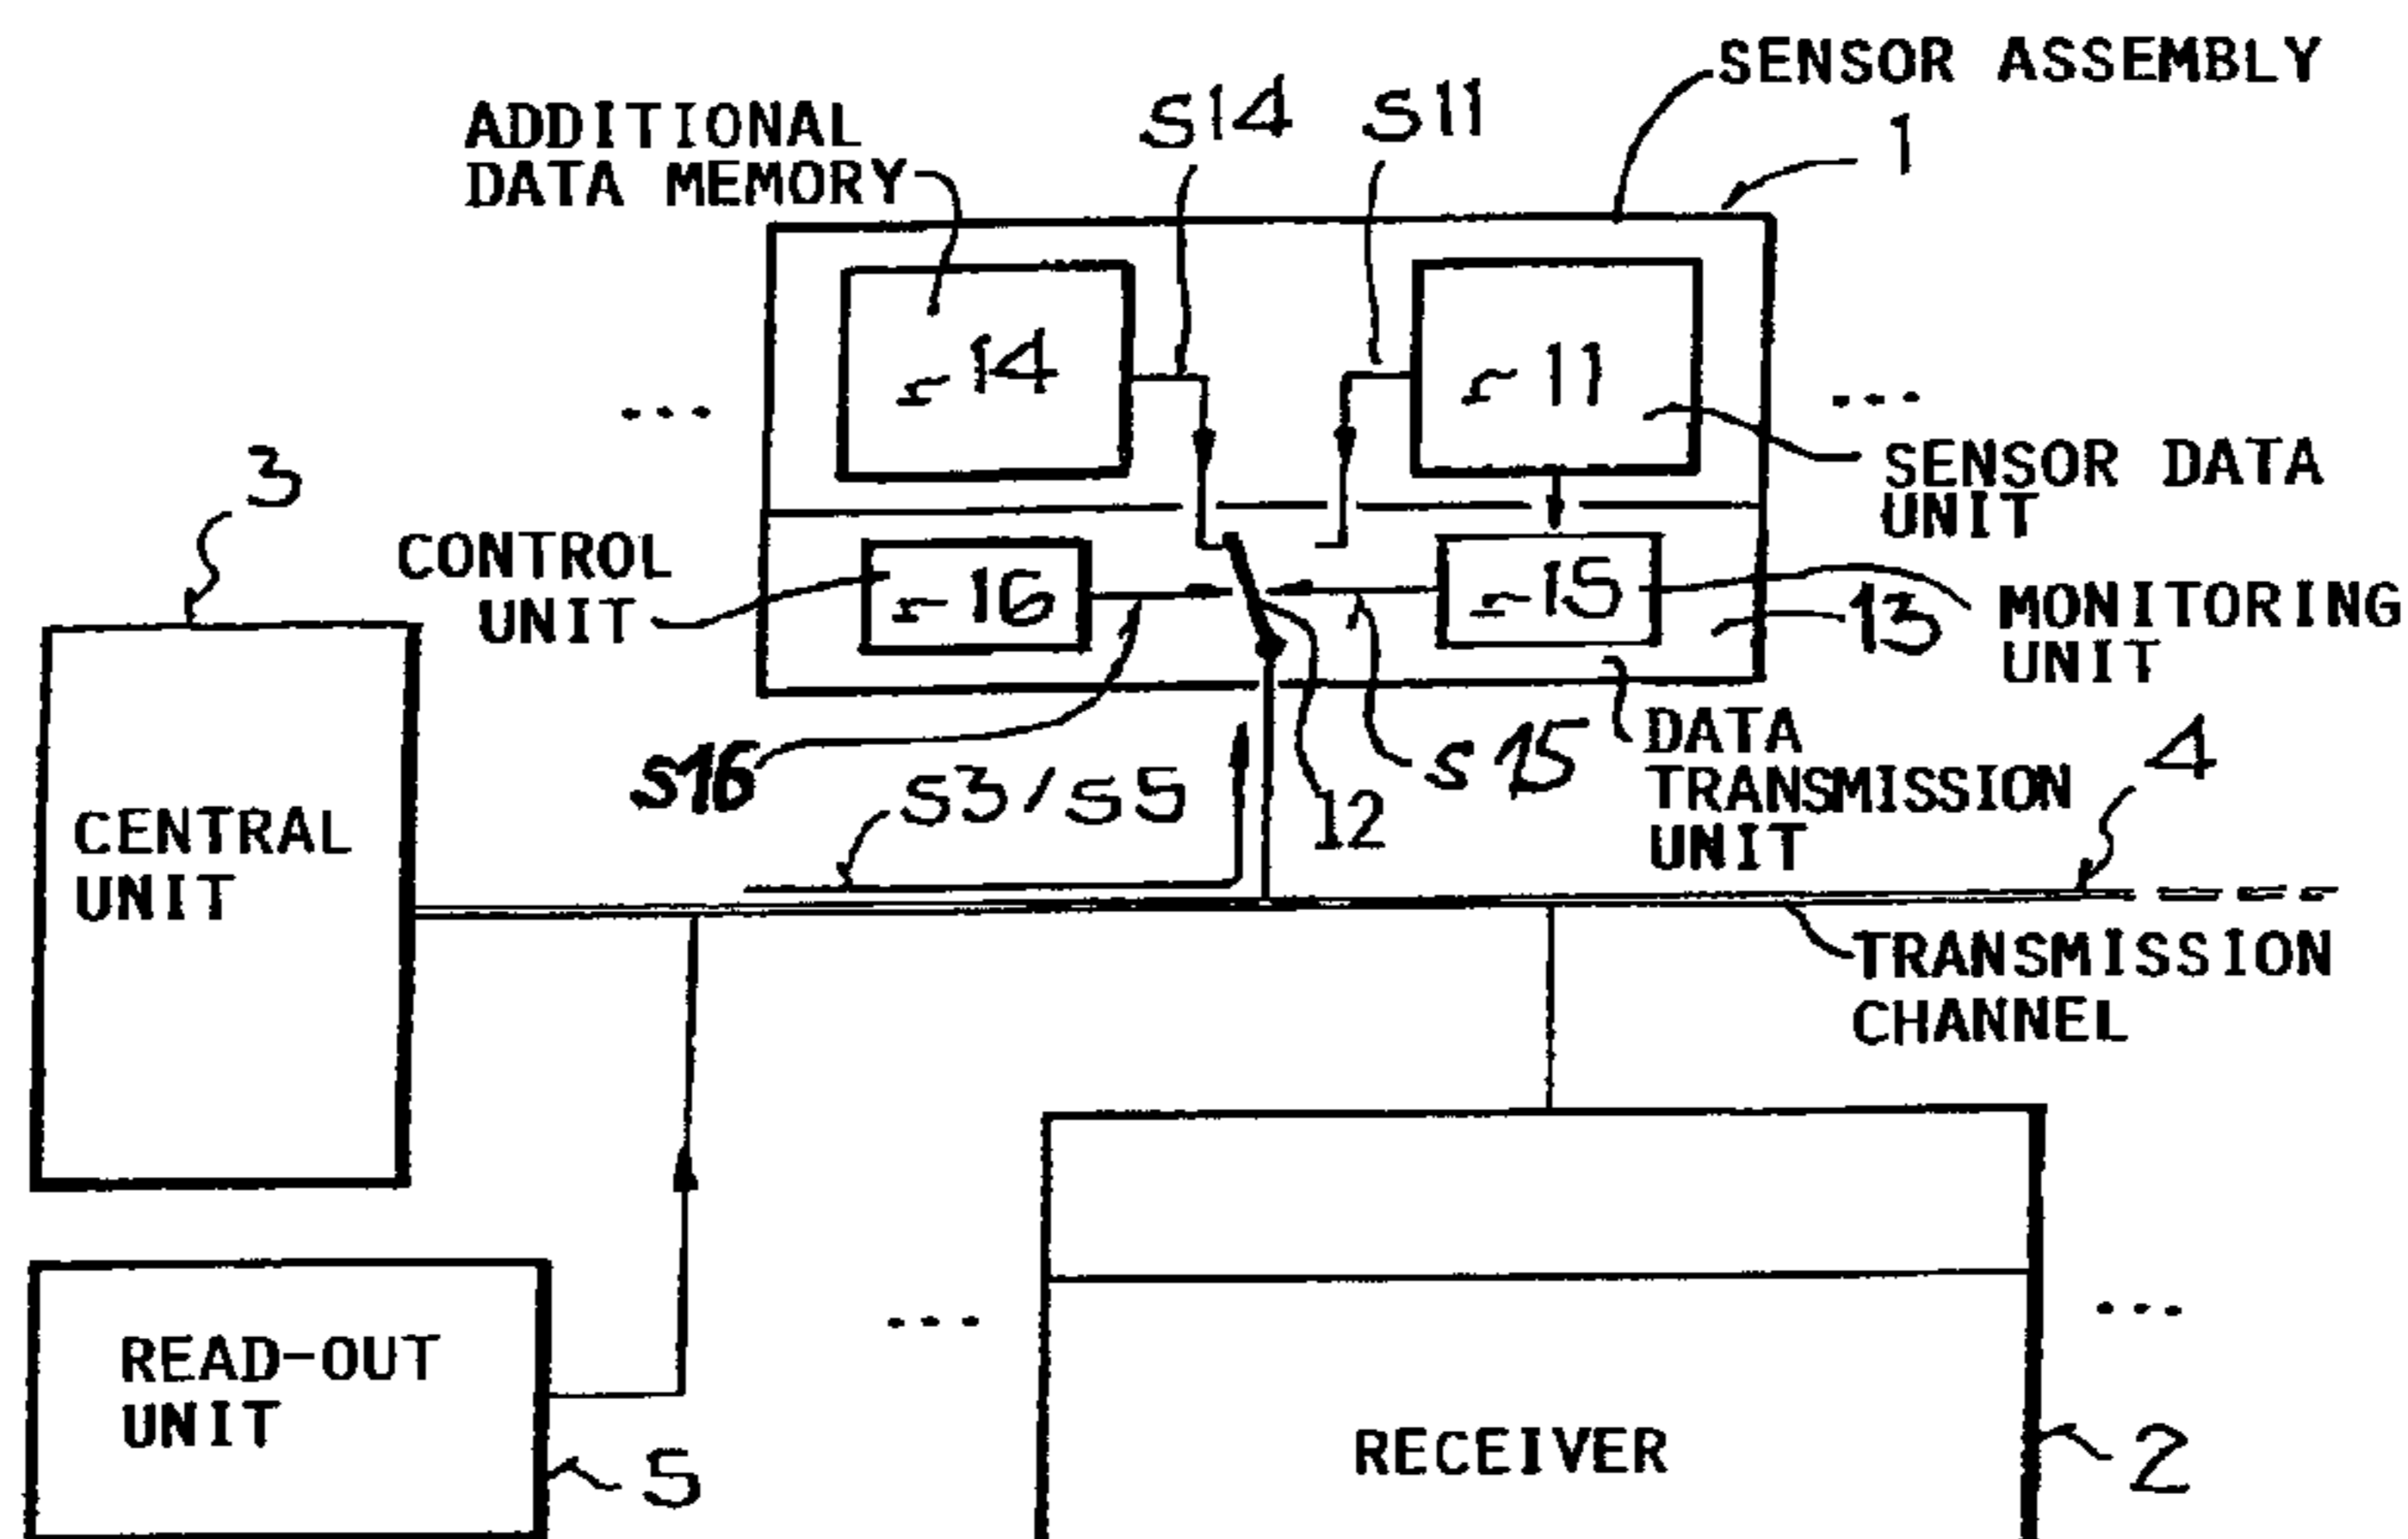 SENSOR ASSEMBLY
1
ADDITIONAL
DATA MEMORY
s14
s11
14
11
SENSOR DATA
UNIT
3
CONTROL
UNIT
16
15
13
MONITORING
UNIT
s16
s3/s5
12
s15
DATA
TRANSMISSION
UNIT
4
CENTRAL
UNIT
TRANSMISSION
CHANNEL
READ-OUT
UNIT
5
RECEIVER
2